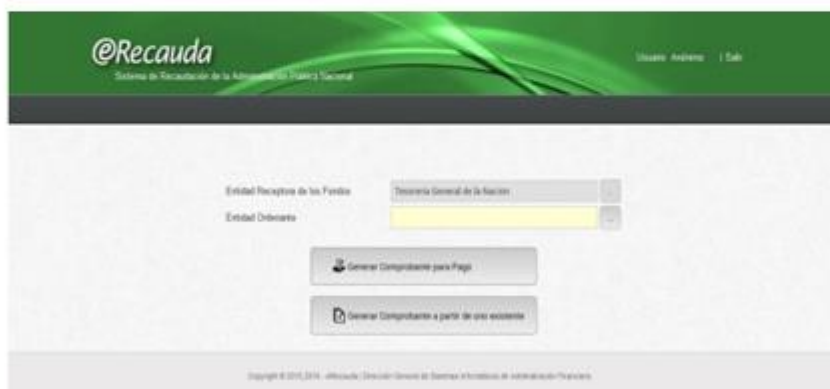 @Recauda
Sistema de Recaudación de la Administración Pública Nacional
Usuario: Anónimo | Salir
Entidad Receptora de los Fondos
Tesorería General de la Nación
...
Entidad Ordenante
...
Generar Comprobante para Pago
Generar Comprobante a partir de uno existente
Copyright © 2010,2016 - eRecauda | Dirección General de Sistemas Informáticos de Administración Financiera